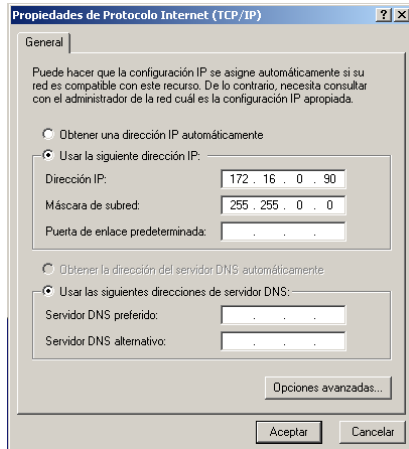 Propiedades de Protocolo Internet (TCP/IP)
General
Puede hacer que la configuración IP se asigne automáticamente si su
red es compatible con este recurso. De lo contrario, necesita consultar
con el administrador de la red cuál es la configuración IP apropiada.
Obtener una dirección IP automáticamente
Usar la siguiente dirección IP:
Dirección IP: 172 . 16 . 0 . 90
Máscara de subred: 255 . 255 . 0 . 0
Puerta de enlace predeterminada: . . .
Obtener la dirección del servidor DNS automáticamente
Usar las siguientes direcciones de servidor DNS:
Servidor DNS preferido: . . .
Servidor DNS alternativo: . . .
Opciones avanzadas...
Aceptar Cancelar